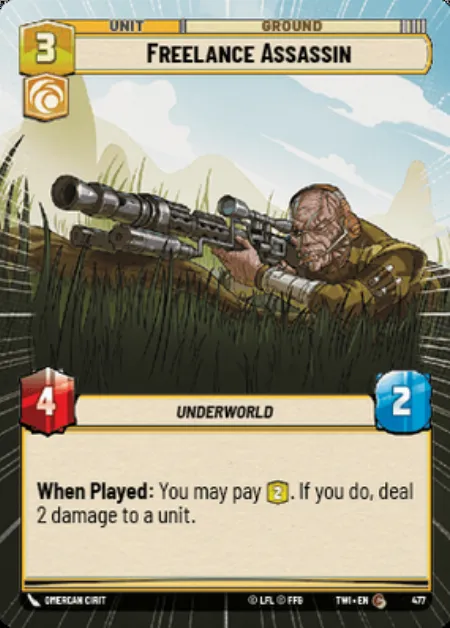 UNIT
GROUND
3
FREELANCE ASSASSIN
4
UNDERWORLD
2
When Played: You may pay 2. If you do, deal
2 damage to a unit.
OMERCAN CIRIT
© LFL © FFG
TWI • EN
C
477